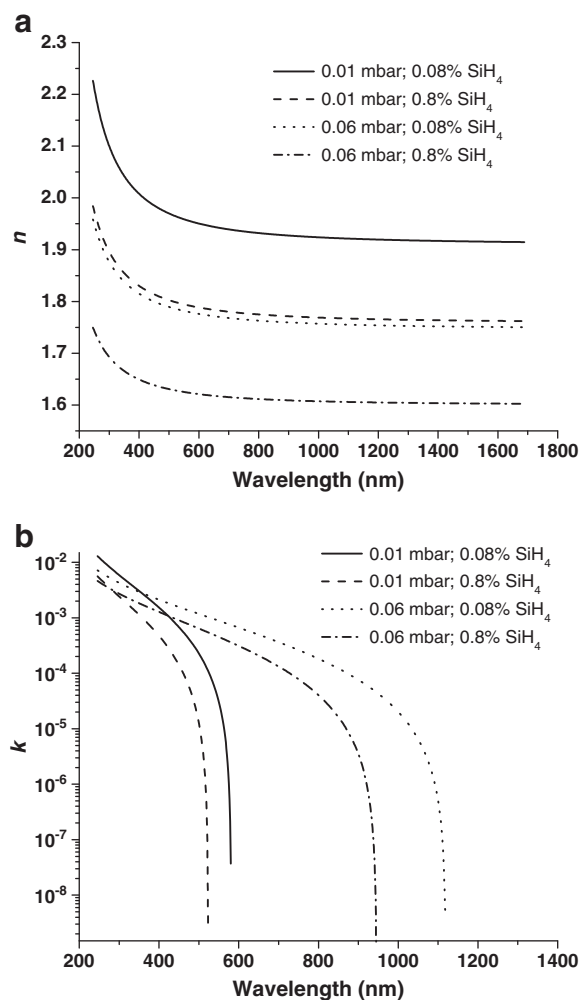 a
2.3
2.2
2.1
2.0
1.9
1.8
1.7
1.6
n
0.01 mbar; 0.08% SiH4
0.01 mbar; 0.8% SiH4
0.06 mbar; 0.08% SiH4
0.06 mbar; 0.8% SiH4
200 400 600 800 1000 1200 1400 1600 1800
Wavelength (nm)
b
10-2
10-3
10-4
10-5
10-6
10-7
10-8
k
0.01 mbar; 0.08% SiH4
0.01 mbar; 0.8% SiH4
0.06 mbar; 0.08% SiH4
0.06 mbar; 0.8% SiH4
200 400 600 800 1000 1200 1400
Wavelength (nm)